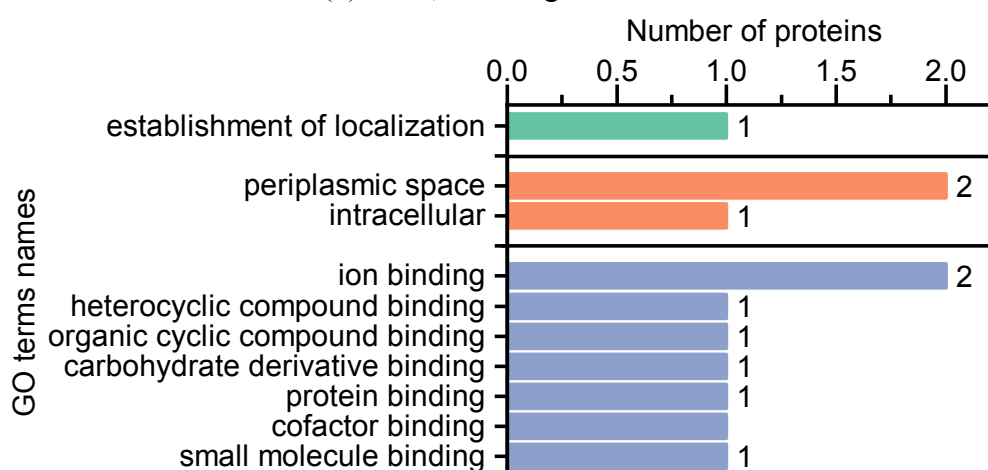 Number of proteins
0.0 0.5 1.0 1.5 2.0
GO terms names
establishment of localization 1
periplasmic space 2
intracellular 1
ion binding 2
heterocyclic compound binding 1
organic cyclic compound binding 1
carbohydrate derivative binding 1
protein binding 1
cofactor binding
small molecule binding 1